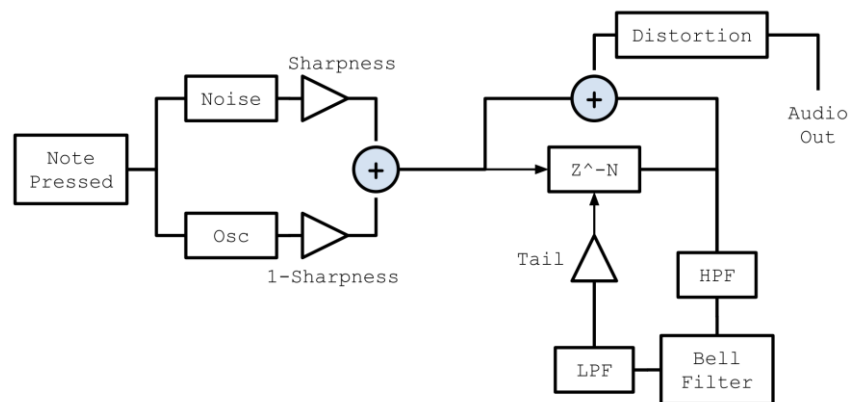 Distortion
Sharpness
Noise
+
Audio
Out
Note
Pressed
+
Z^-N
Osc
Tail
1-Sharpness
HPF
LPF
Bell
Filter